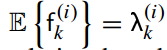 𝔼 { f_k^{(i)} } = λ_k^{(i)}